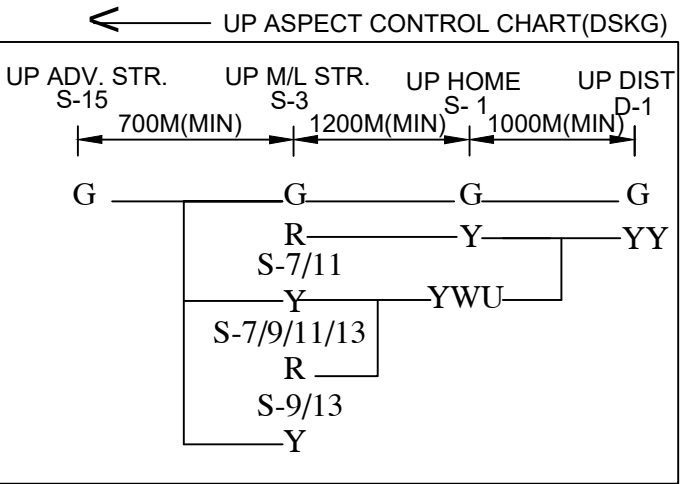 UP ASPECT CONTROL CHART(DSKG)
UP ADV. STR. UP M/L STR. UP HOME UP DIST
S-15 S-3 S- 1 D-1
700M(MIN) 1200M(MIN) 1000M(MIN)
G G G G
R Y YY
S-7/11
Y YWU
S-7/9/11/13
R
S-9/13
Y